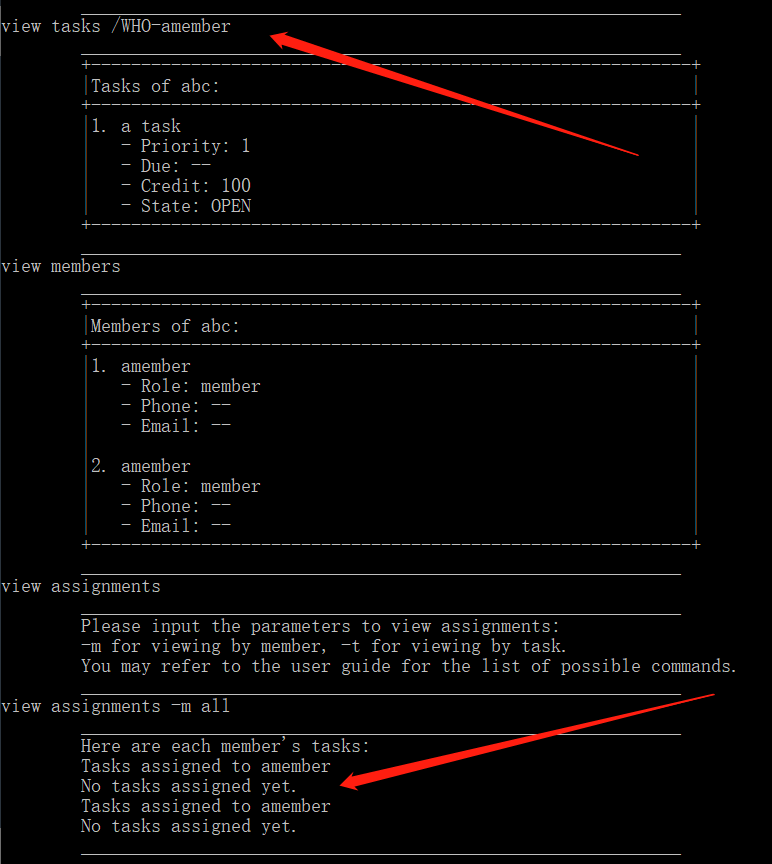 view tasks /WHO-amember
Tasks of abc:
1. a task
- Priority: 1
- Due: --
- Credit: 100
- State: OPEN
view members
Members of abc:
1. amember
- Role: member
- Phone: --
- Email: --
2. amember
- Role: member
- Phone: --
- Email: --
view assignments
Please input the parameters to view assignments:
-m for viewing by member, -t for viewing by task.
You may refer to the user guide for the list of possible commands.
view assignments -m all
Here are each member's tasks:
Tasks assigned to amember
No tasks assigned yet.
Tasks assigned to amember
No tasks assigned yet.